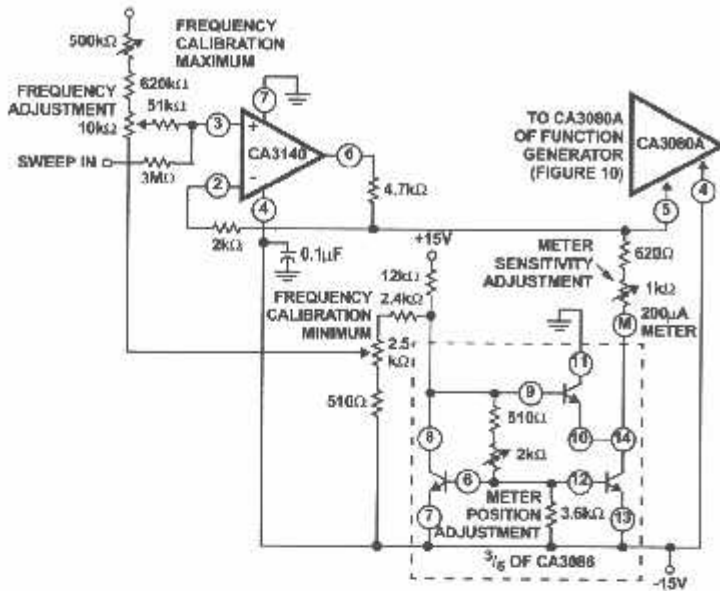 500kΩ
FREQUENCY
CALIBRATION
MAXIMUM
620kΩ
FREQUENCY
ADJUSTMENT
51kΩ
10kΩ
SWEEP IN
3MΩ
7
3
+
CA3140
6
2
-
4
4.7kΩ
2kΩ
0.1µF
TO CA3080A
OF FUNCTION
GENERATOR
(FIGURE 10)
CA3080A
4
5
+15V
METER
SENSITIVITY
ADJUSTMENT
620Ω
1kΩ
200µA
METER
M
12kΩ
2.4kΩ
FREQUENCY
CALIBRATION
MINIMUM
2.5
kΩ
510Ω
11
9
510Ω
8
10
14
2kΩ
6
12
METER
POSITION
ADJUSTMENT
3.6kΩ
7
13
3/5 OF CA3086
-15V